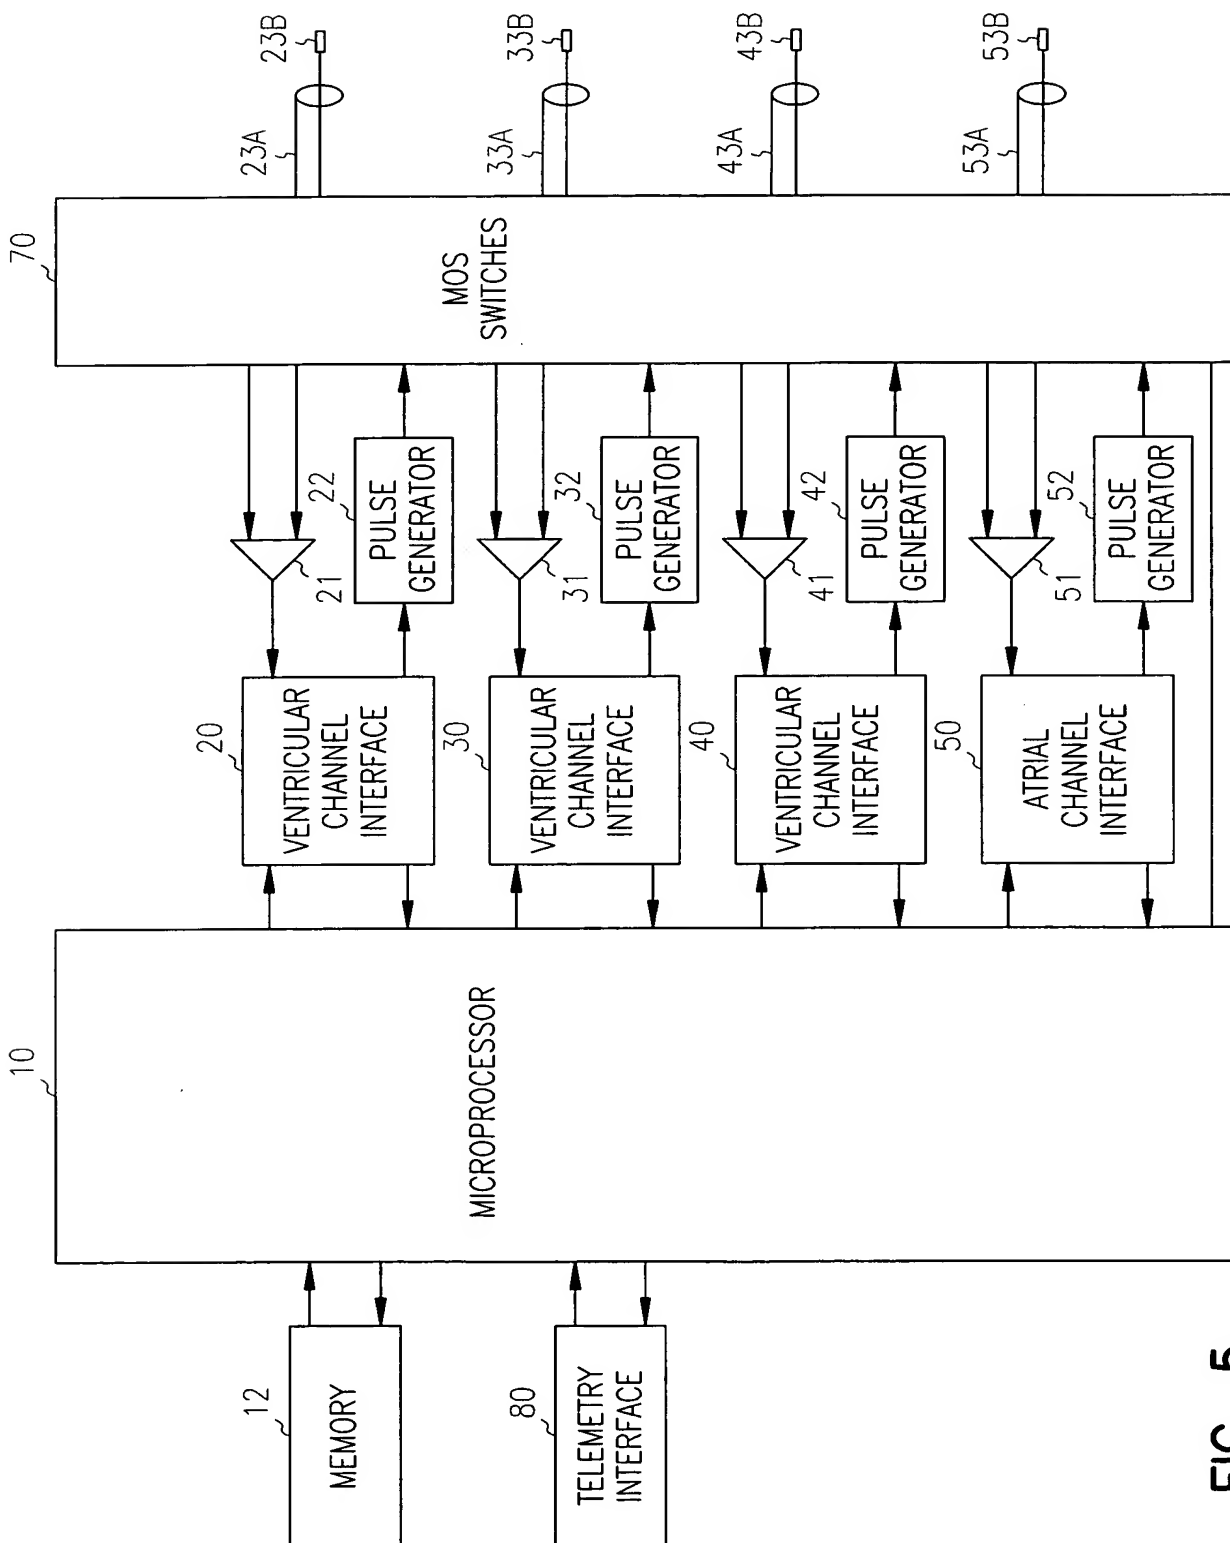 70
MOS
SWITCHES
23A
23B
33A
33B
43A
43B
53A
53B
21
22
PULSE
GENERATOR
31
32
PULSE
GENERATOR
41
42
PULSE
GENERATOR
51
52
PULSE
GENERATOR
20
VENTRICULAR
CHANNEL
INTERFACE
30
VENTRICULAR
CHANNEL
INTERFACE
40
VENTRICULAR
CHANNEL
INTERFACE
50
ATRIAL
CHANNEL
INTERFACE
10
MICROPROCESSOR
12
MEMORY
80
TELEMETRY
INTERFACE
FIG. 5